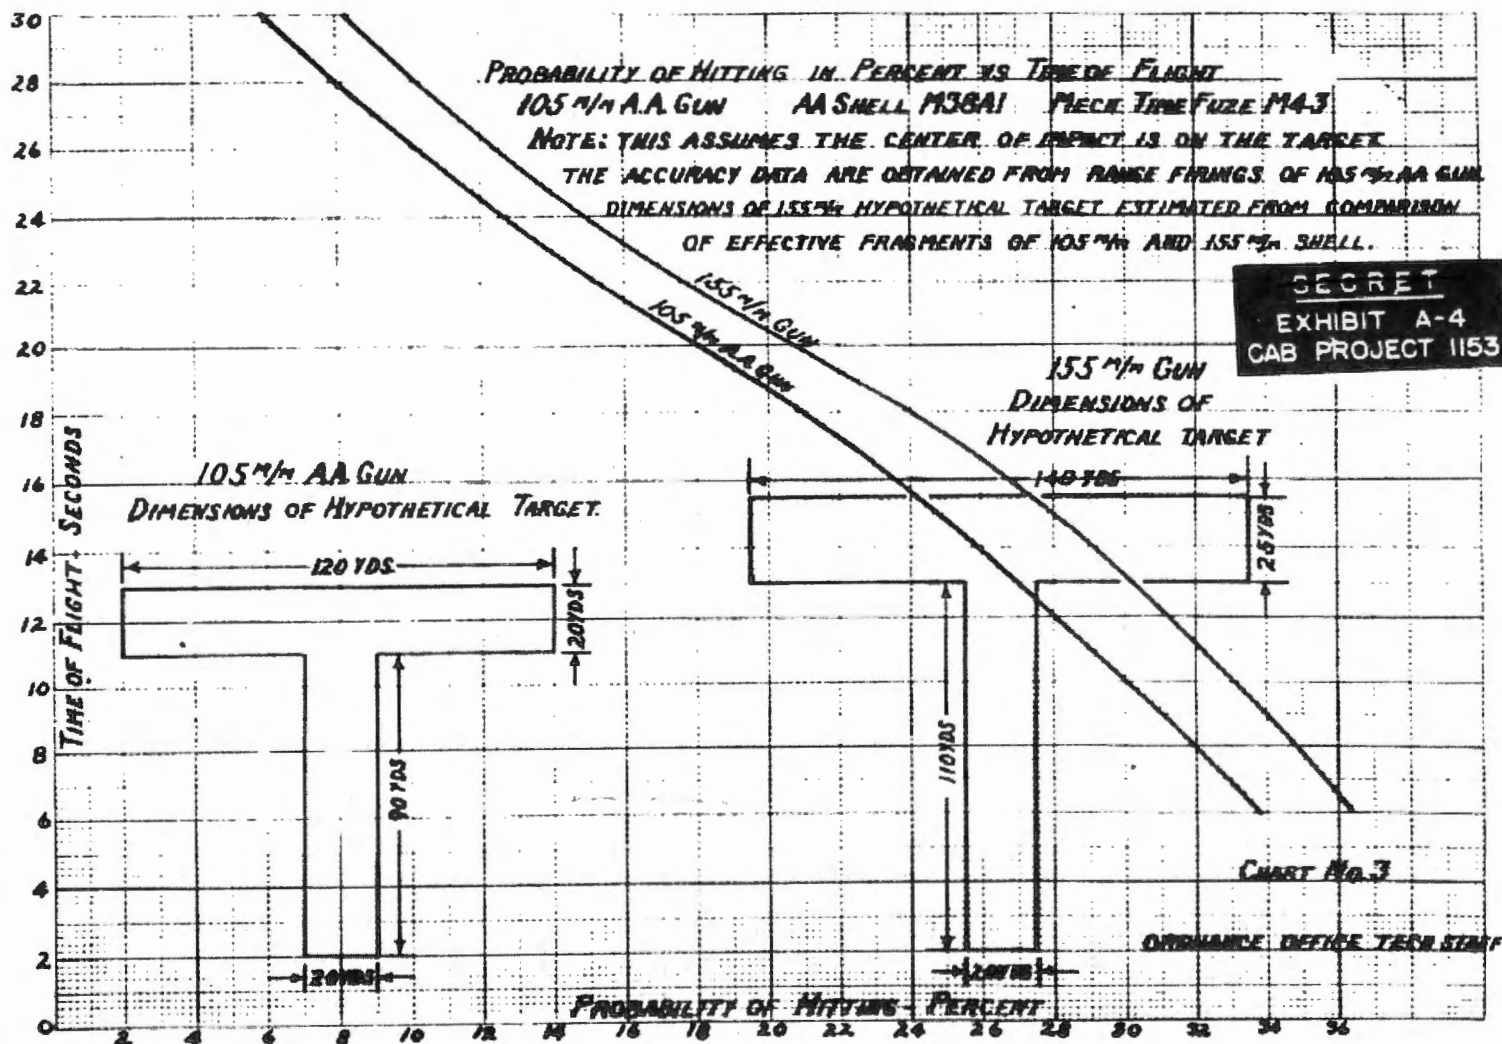 PROBABILITY OF HITTING IN PERCENT VS TIME OF FLIGHT
105 M/M A.A. GUN AA SHELL M38A1 MECH TIME FUZE M43
NOTE: THIS ASSUMES THE CENTER OF IMPACT IS ON THE TARGET
THE ACCURACY DATA ARE OBTAINED FROM RANGE FIRINGS OF 105 M/M AA GUN.
DIMENSIONS OF 155 M/M HYPOTHETICAL TARGET ESTIMATED FROM COMPARISON
OF EFFECTIVE FRAGMENTS OF 105 M/M AND 155 M/M SHELL.
SECRET
EXHIBIT A-4
CAB PROJECT 1153
155 M/M GUN
105 M/M A.A. GUN
155 M/M GUN
DIMENSIONS OF
HYPOTHETICAL TARGET
140 YDS
25 YDS
110 YDS
20 YDS
105 M/M AA GUN
DIMENSIONS OF HYPOTHETICAL TARGET.
120 YDS.
20 YDS
90 YDS
20 YDS
CHART NO. 3
ORDNANCE OFFICE TECH STAFF
TIME OF FLIGHT - SECONDS
30
28
26
24
22
20
18
16
14
12
10
8
6
4
2
0
2 4 6 8 10 12 14 16 18 20 22 24 26 28 30 32 34 36
PROBABILITY OF HITTING - PERCENT